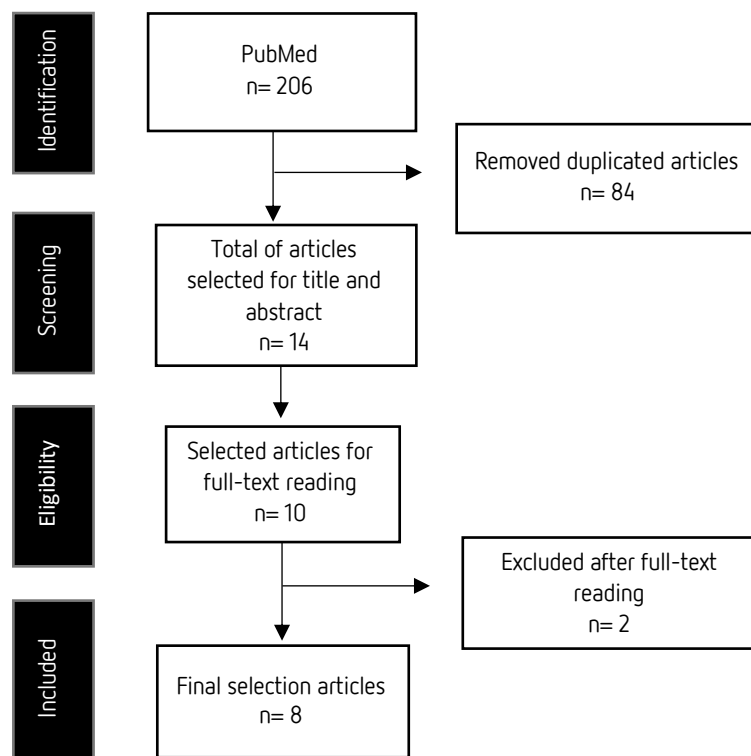 Identification
PubMed
n= 206
Removed duplicated articles
n= 84
Screening
Total of articles
selected for title and
abstract
n= 14
Eligibility
Selected articles for
full-text reading
n= 10
Excluded after full-text
reading
n= 2
Included
Final selection articles
n= 8